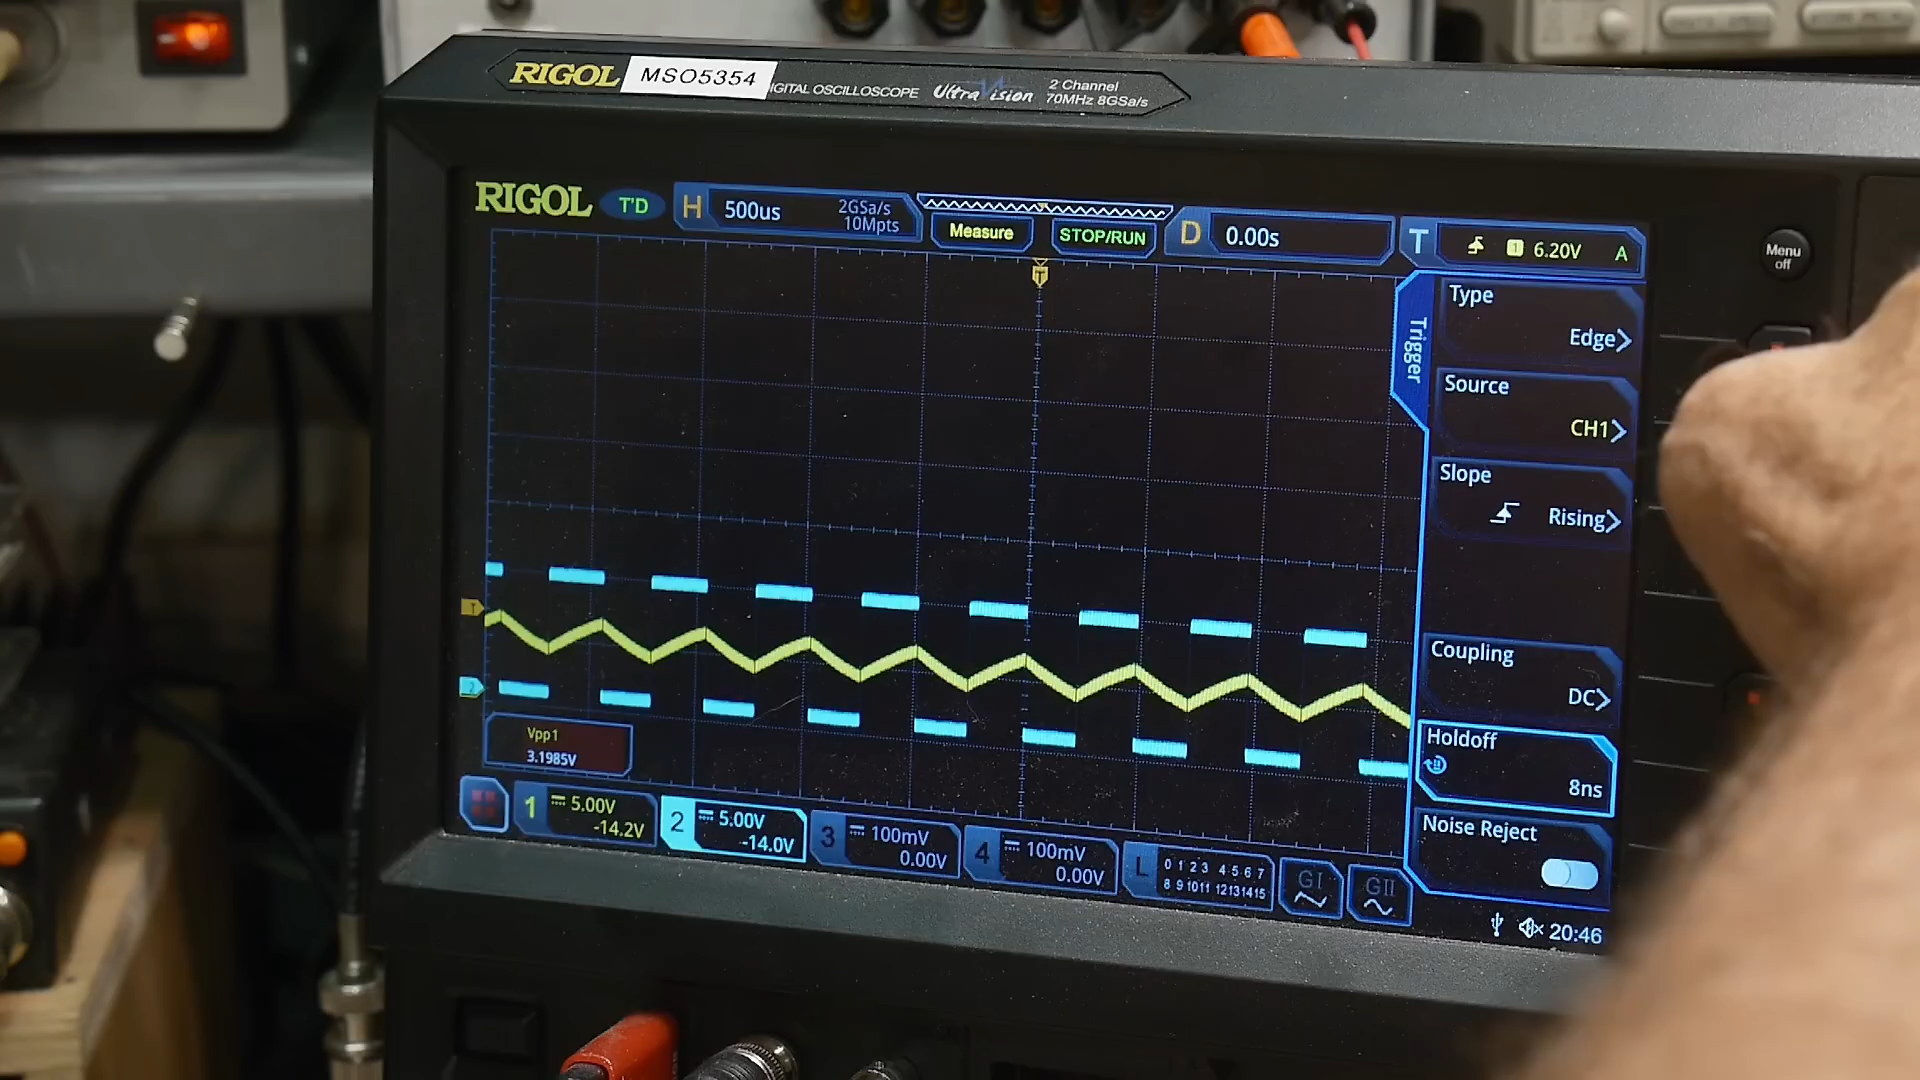 RIGOL MSO5354 IGITAL OSCILLOSCOPE UltraVision 2 Channel
70MHz 8GSa/s
RIGOL T'D H 500us 2GSa/s
10Mpts
Measure STOP/RUN D 0.00s T 1 6.20V A
Menu
off
T
Trigger
Type
Edge>
Source
CH1>
Slope
Rising>
Coupling
DC>
Holdoff
8ns
Noise Reject
T
2
Vpp1
3.1985V
1 5.00V
-14.2V
2 5.00V
-14.0V
3 100mV
0.00V
4 100mV
0.00V
L 0 1 2 3 4 5 6 7
8 9 10 11 12 13 14 15
GI GII
20:46